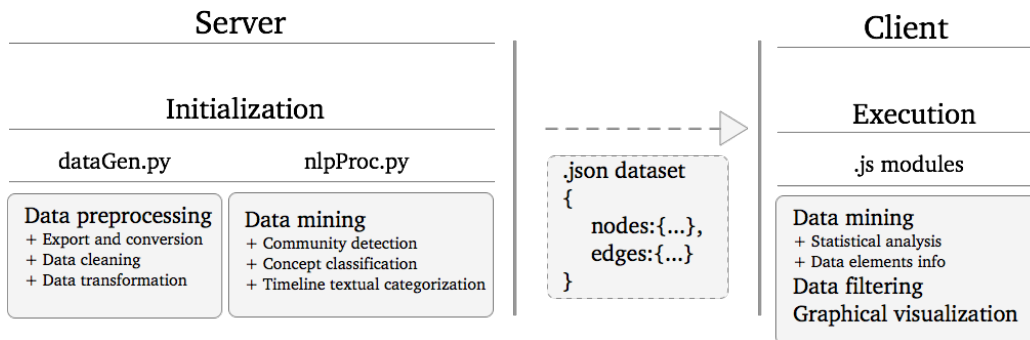 Server
Initialization
dataGen.py
Data preprocessing
+ Export and conversion
+ Data cleaning
+ Data transformation
nlpProc.py
Data mining
+ Community detection
+ Concept classification
+ Timeline textual categorization
.json dataset
{
nodes:{...},
edges:{...}
}
Client
Execution
.js modules
Data mining
+ Statistical analysis
+ Data elements info
Data filtering
Graphical visualization